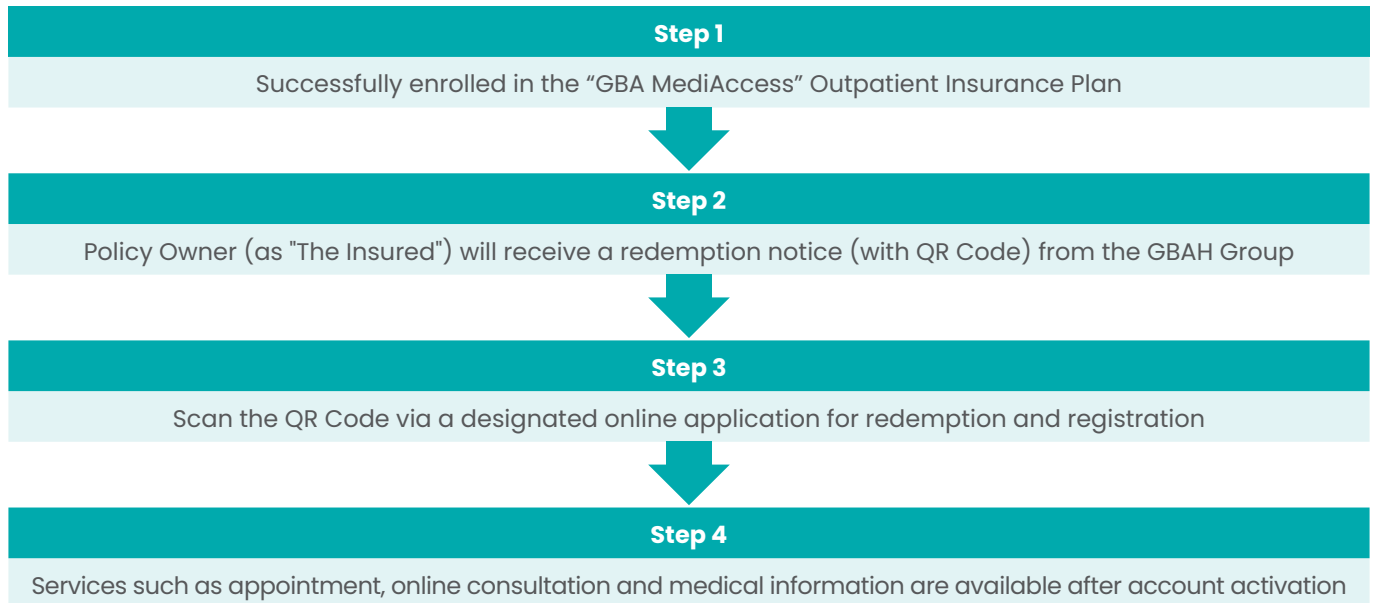 Step 1
Successfully enrolled in the “GBA MediAccess” Outpatient Insurance Plan
Step 2
Policy Owner (as "The Insured") will receive a redemption notice (with QR Code) from the GBAH Group
Step 3
Scan the QR Code via a designated online application for redemption and registration
Step 4
Services such as appointment, online consultation and medical information are available after account activation